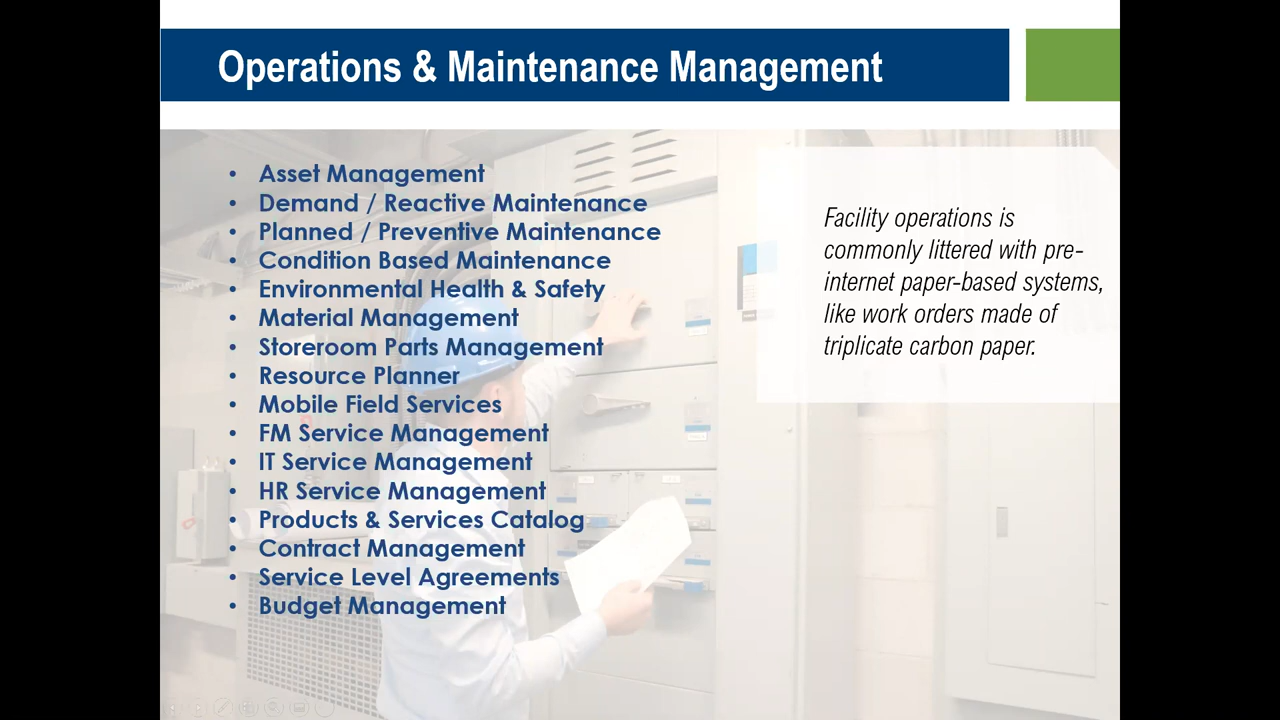 Operations & Maintenance Management
• Asset Management
• Demand / Reactive Maintenance
• Planned / Preventive Maintenance
• Condition Based Maintenance
• Environmental Health & Safety
• Material Management
• Storeroom Parts Management
• Resource Planner
• Mobile Field Services
• FM Service Management
• IT Service Management
• HR Service Management
• Products & Services Catalog
• Contract Management
• Service Level Agreements
• Budget Management
Facility operations is
commonly littered with pre-
internet paper-based systems,
like work orders made of
triplicate carbon paper.